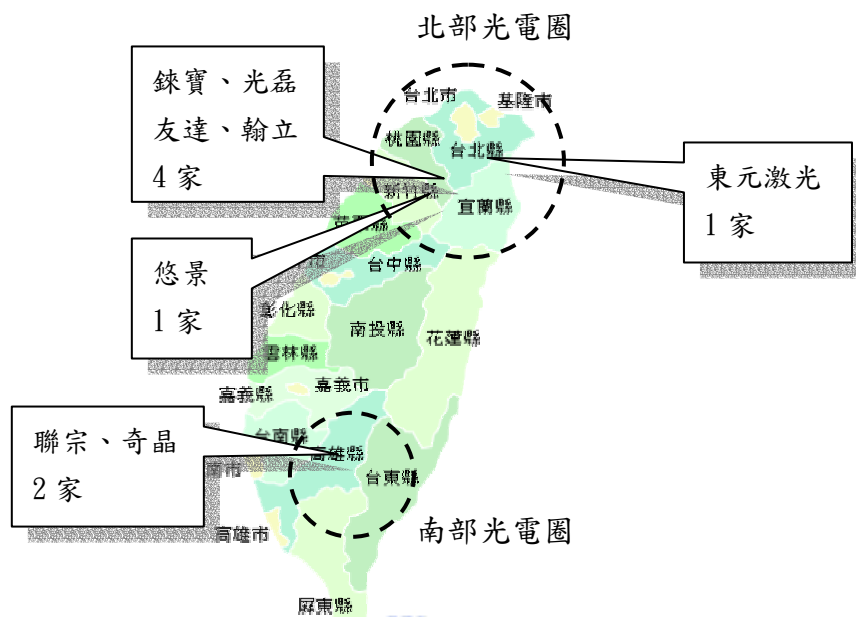 北部光電圈
錸寶、光磊
友達、翰立
4 家
台北市
基隆市
桃園縣
台北縣
東元激光
1 家
新竹縣
宜蘭縣
悠景
1 家
台中縣
彰化縣
南投縣
花蓮縣
雲林縣
嘉義市
嘉義縣
聯宗、奇晶
2 家
台南縣
高雄縣
台東縣
南市
高雄市
南部光電圈
屏東縣